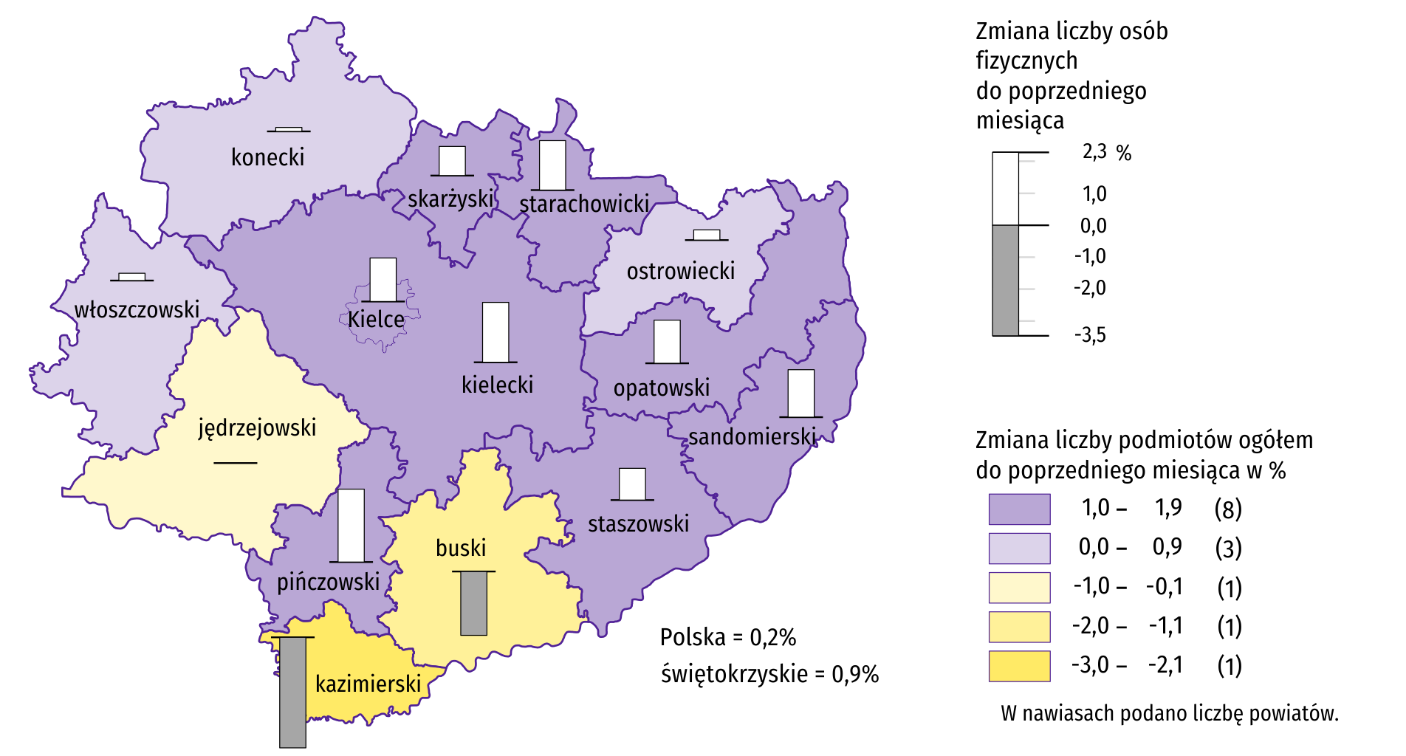 Zmiana liczby osób
fizycznych
do poprzedniego
miesiąca
2,3 %
1,0
0,0
-1,0
-2,0
-3,5
konecki
skarżyski
starachowicki
ostrowiecki
włoszczowski
Kielce
kielecki
opatowski
jędrzejowski
sandomierski
staszowski
buski
pińczowski
kazimierski
Polska = 0,2%
świętokrzyskie = 0,9%
Zmiana liczby podmiotów ogółem
do poprzedniego miesiąca w %
1,0 – 1,9 (8)
0,0 – 0,9 (3)
-1,0 – -0,1 (1)
-2,0 – -1,1 (1)
-3,0 – -2,1 (1)
W nawiasach podano liczbę powiatów.